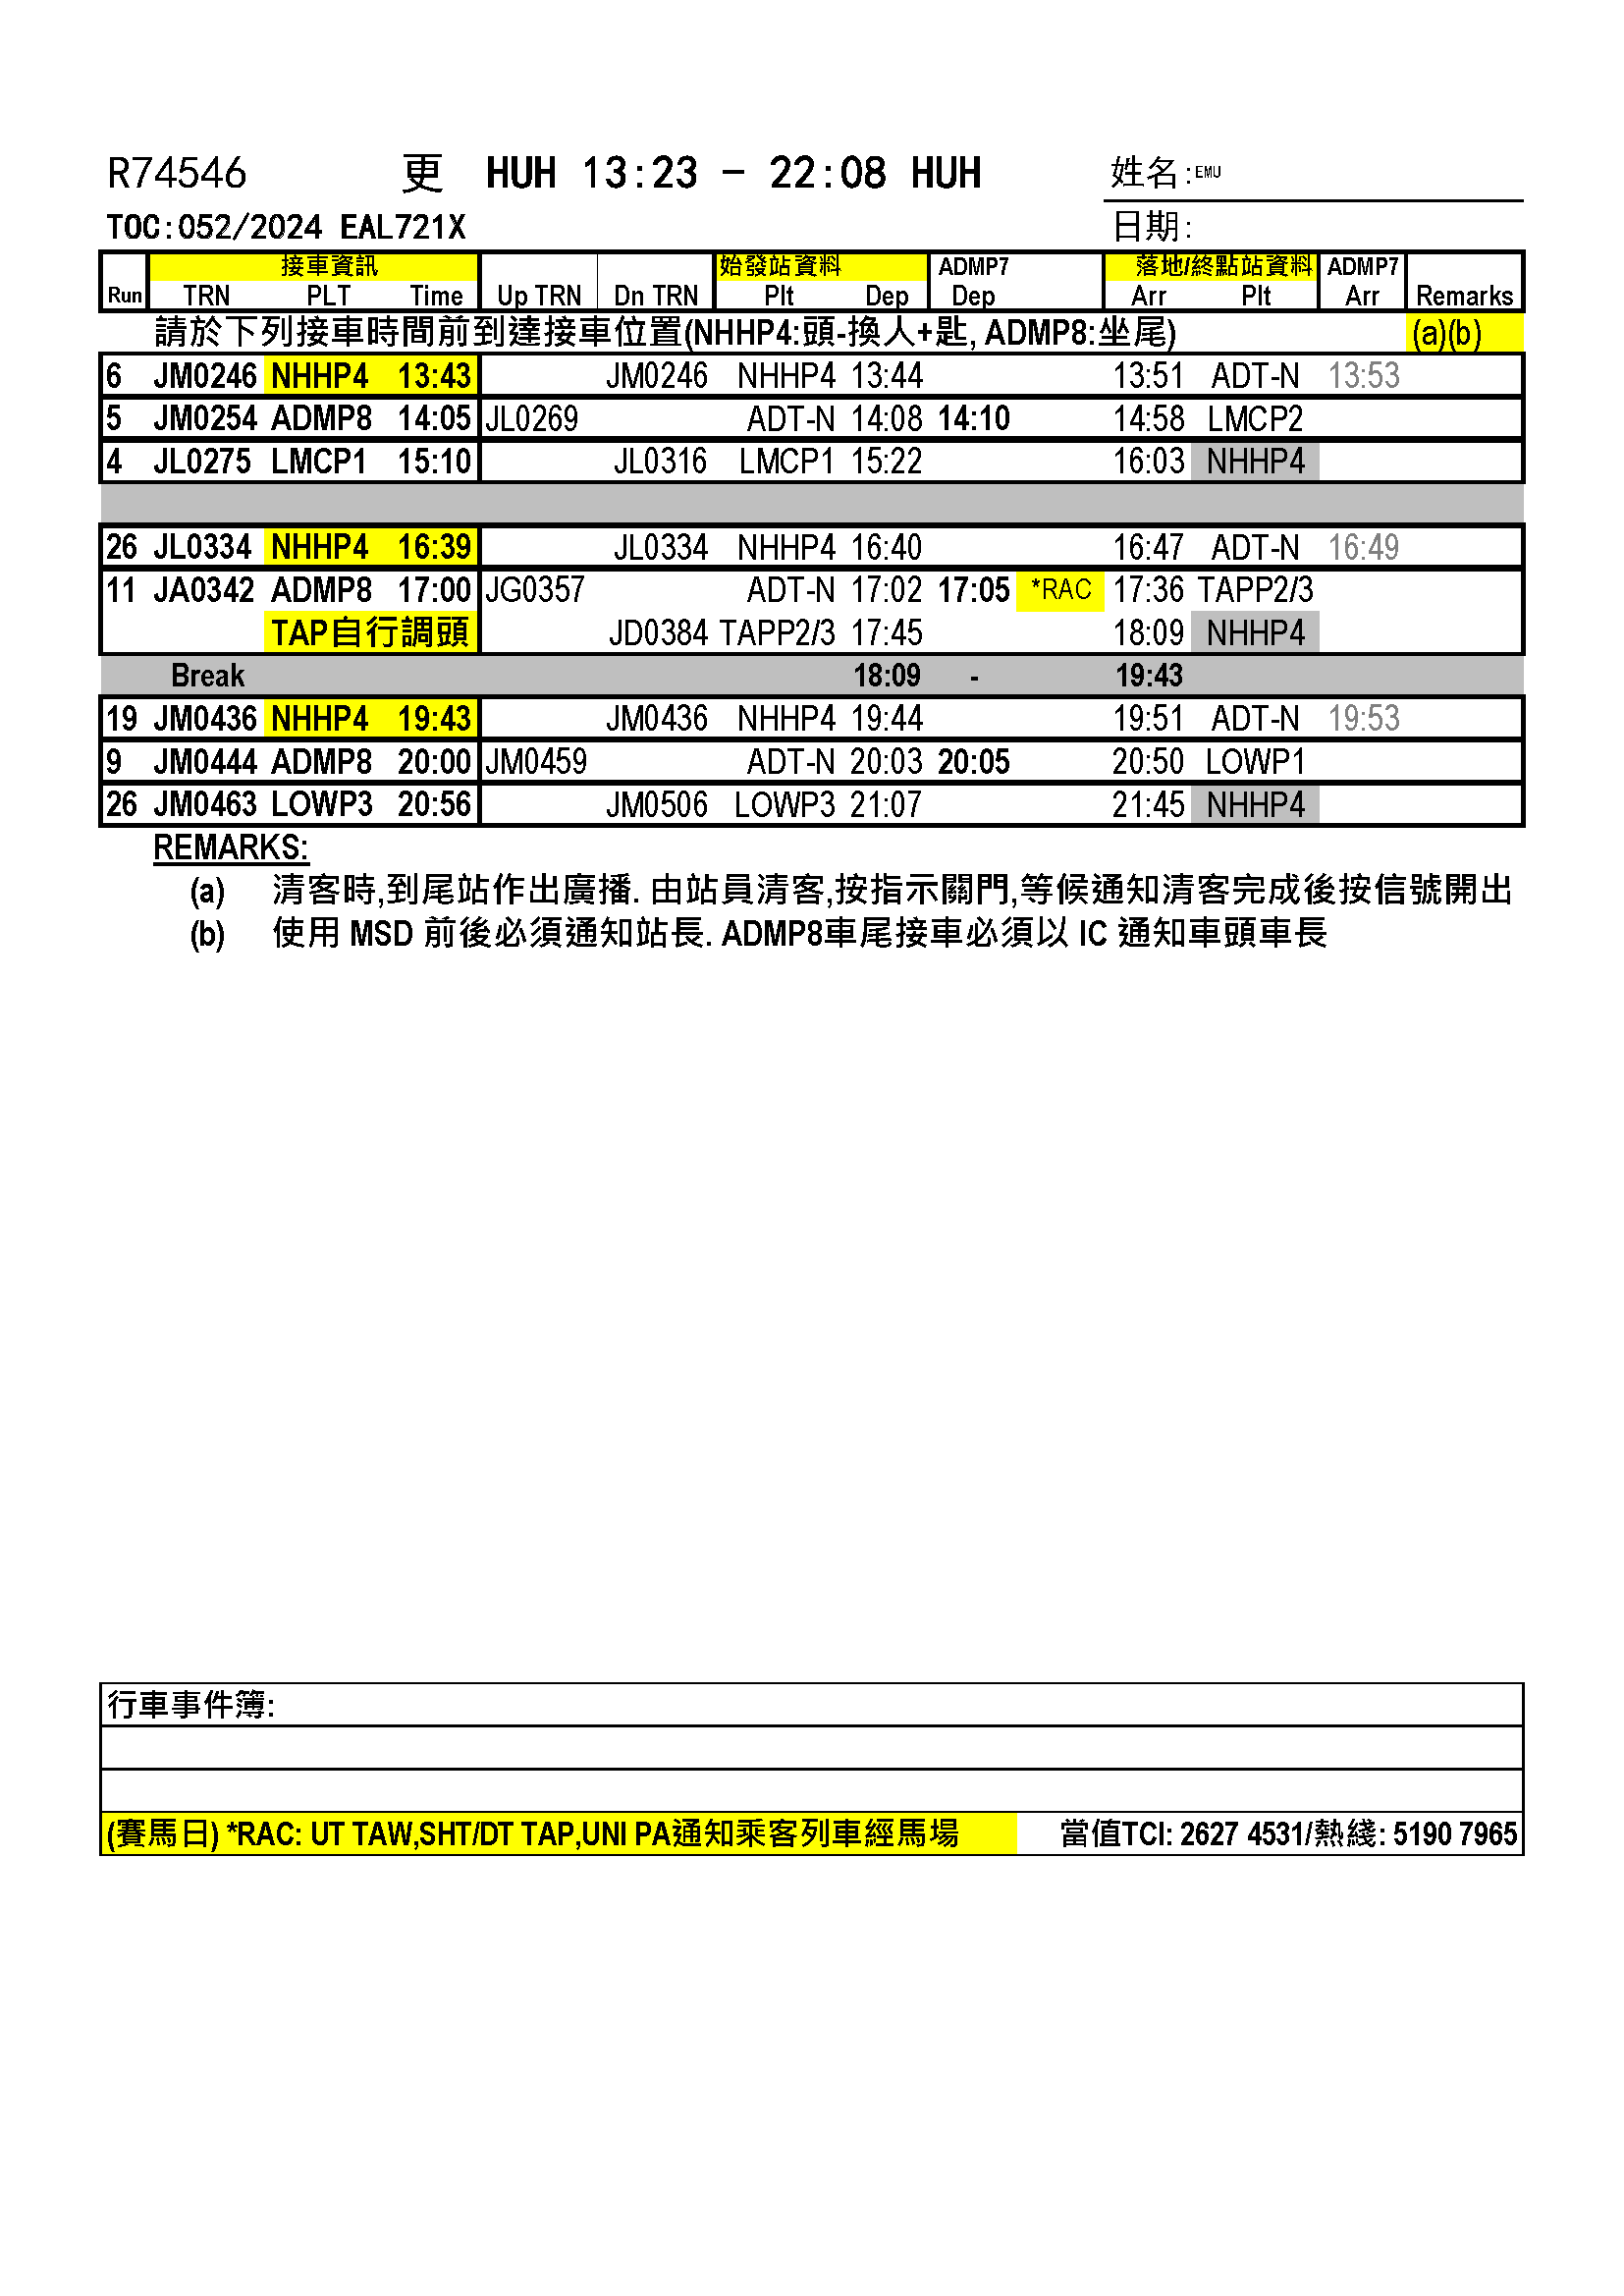 R74546 更 HUH 13:23 - 22:08 HUH 姓名:EMU
TOC:052/2024 EAL721X 日期:
接車資訊 始發站資料 ADMP7 落地/終點站資料 ADMP7
Run TRN PLT Time Up TRN Dn TRN Plt Dep Dep Arr Plt Arr Remarks
請於下列接車時間前到達接車位置(NHHP4:頭-換人+匙, ADMP8:坐尾) (a)(b)
6 JM0246 NHHP4 13:43 JM0246 NHHP4 13:44 13:51 ADT-N 13:53
5 JM0254 ADMP8 14:05 JL0269 ADT-N 14:08 14:10 14:58 LMCP2
4 JL0275 LMCP1 15:10 JL0316 LMCP1 15:22 16:03 NHHP4
26 JL0334 NHHP4 16:39 JL0334 NHHP4 16:40 16:47 ADT-N 16:49
11 JA0342 ADMP8 17:00 JG0357 ADT-N 17:02 17:05 *RAC 17:36 TAPP2/3
TAP自行調頭 JD0384 TAPP2/3 17:45 18:09 NHHP4
Break 18:09 - 19:43
19 JM0436 NHHP4 19:43 JM0436 NHHP4 19:44 19:51 ADT-N 19:53
9 JM0444 ADMP8 20:00 JM0459 ADT-N 20:03 20:05 20:50 LOWP1
26 JM0463 LOWP3 20:56 JM0506 LOWP3 21:07 21:45 NHHP4
REMARKS:
(a) 清客時,到尾站作出廣播. 由站員清客,按指示關門,等候通知清客完成後按信號開出
(b) 使用 MSD 前後必須通知站長. ADMP8車尾接車必須以 IC 通知車頭車長
行車事件簿:
(賽馬日) *RAC: UT TAW,SHT/DT TAP,UNI PA通知乘客列車經馬場 當值TCI: 2627 4531/熱綫: 5190 7965